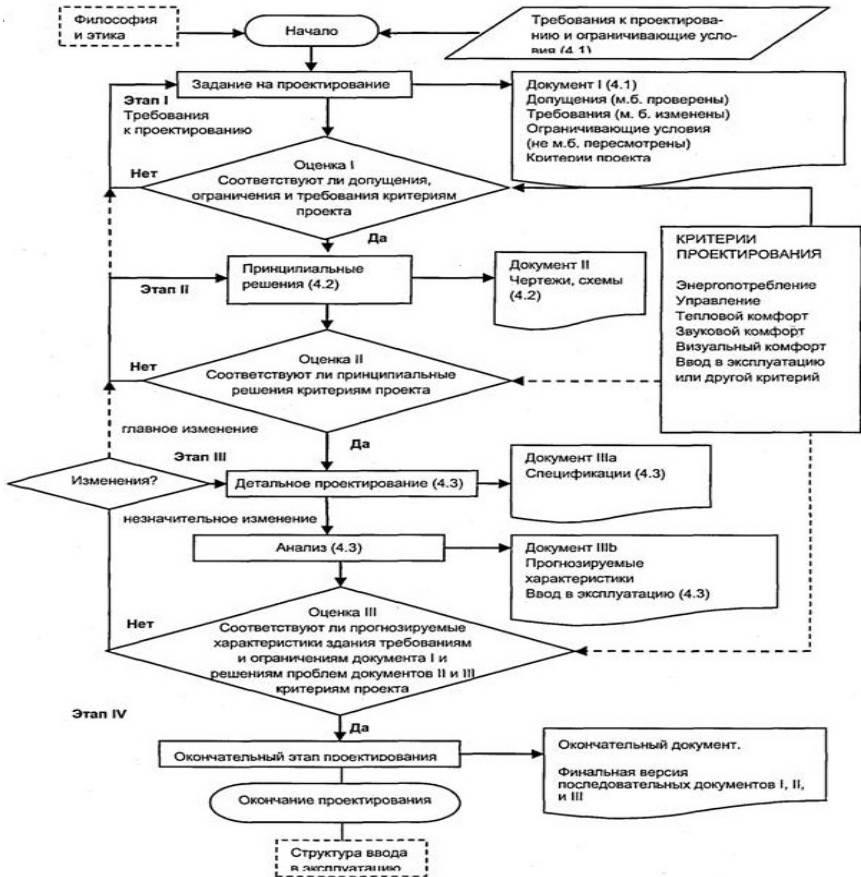 Философия
и этика
Начало
Требования к проектирова-
нию и ограничивающие усло-
вия (4.1)
Задание на проектирование
Этап I
Требования
к проектированию
Документ I (4.1)
Допущения (м.б. проверены)
Требования (м. б. изменены)
Ограничивающие условия
(не м.б. пересмотрены)
Критерии проекта
Нет
Оценка I
Соответствуют ли допущения,
ограничения и требования критериям
проекта
Да
КРИТЕРИИ
ПРОЕКТИРОВАНИЯ
Энергопотребление
Управление
Тепловой комфорт
Звуковой комфорт
Визуальный комфорт
Ввод в эксплуатацию
или другой критерий
Этап II
Принципиальные
решения (4.2)
Документ II
Чертежи, схемы
(4.2)
Нет
Оценка II
Соответствуют ли принципиальные
решения критериям проекта
главное изменение
Да
Этап III
Изменения?
Детальное проектирование (4.3)
Документ IIIa
Спецификации (4.3)
незначительное изменение
Анализ (4.3)
Документ IIIb
Прогнозируемые
характеристики
Ввод в эксплуатацию (4.3)
Нет
Оценка III
Соответствуют ли прогнозируемые
характеристики здания требованиям
и ограничениям документа I и
решениям проблем документов II и III
критериям проекта
Этап IV
Да
Окончательный этап проектирования
Окончательный документ.
Финальная версия
последовательных документов I, II,
и III
Окончание проектирования
Структура ввода
в эксплуатацию